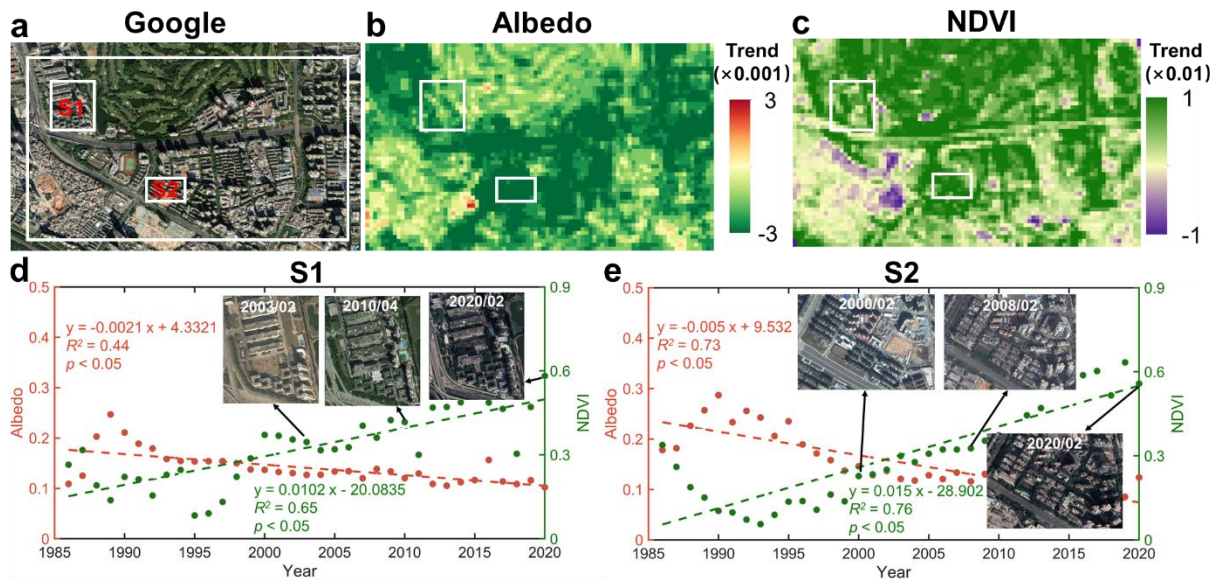 a Google
b Albedo
c NDVI
S1
S2
Trend
(×0.001)
3
-3
Trend
(×0.01)
1
-1
d S1
0.5
0.4
0.3
0.2
0.1
0
Albedo
y = -0.0021 x + 4.3321
R² = 0.44
p < 0.05
2003/02
2010/04
2020/02
y = 0.0102 x - 20.0835
R² = 0.65
p < 0.05
0.9
0.6
0.3
0
NDVI
1985 1990 1995 2000 2005 2010 2015 2020
Year
e S2
0.5
0.4
0.3
0.2
0.1
0
Albedo
y = -0.005 x + 9.532
R² = 0.73
p < 0.05
2000/02
2008/02
2020/02
y = 0.015 x - 28.902
R² = 0.76
p < 0.05
0.9
0.6
0.3
0
NDVI
1985 1990 1995 2000 2005 2010 2015 2020
Year